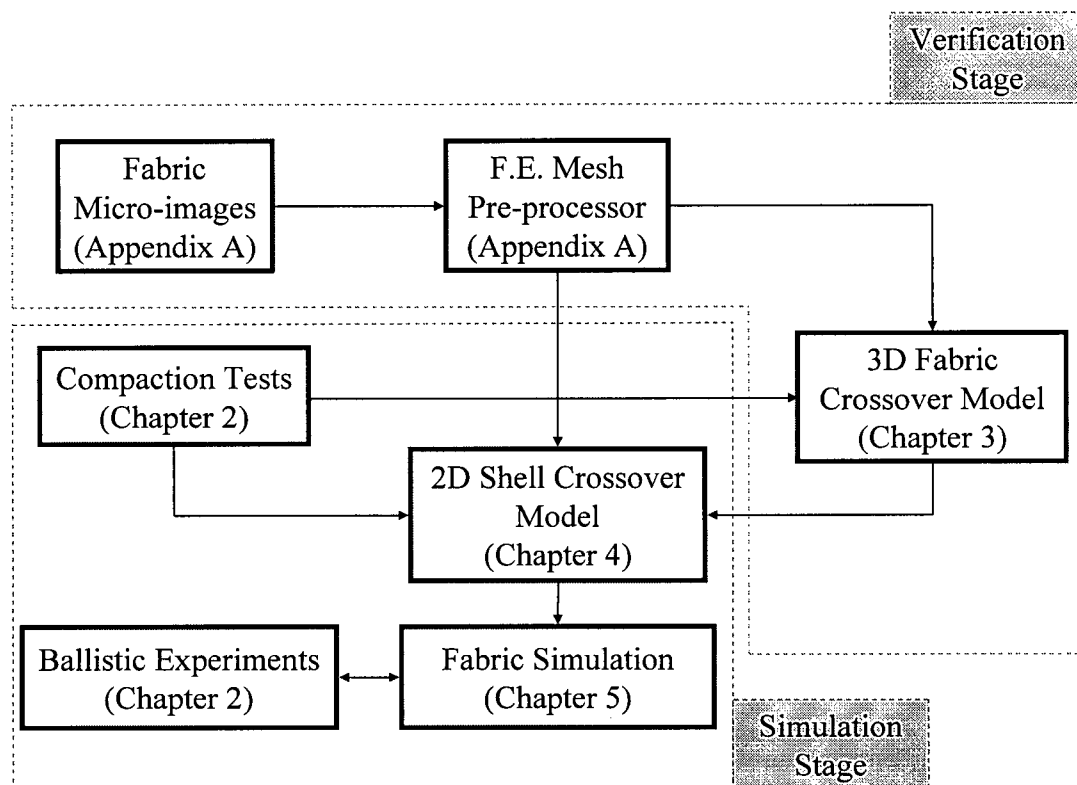 Verification
Stage
Fabric
Micro-images
(Appendix A)
F.E. Mesh
Pre-processor
(Appendix A)
Compaction Tests
(Chapter 2)
3D Fabric
Crossover Model
(Chapter 3)
2D Shell Crossover
Model
(Chapter 4)
Ballistic Experiments
(Chapter 2)
Fabric Simulation
(Chapter 5)
Simulation
Stage